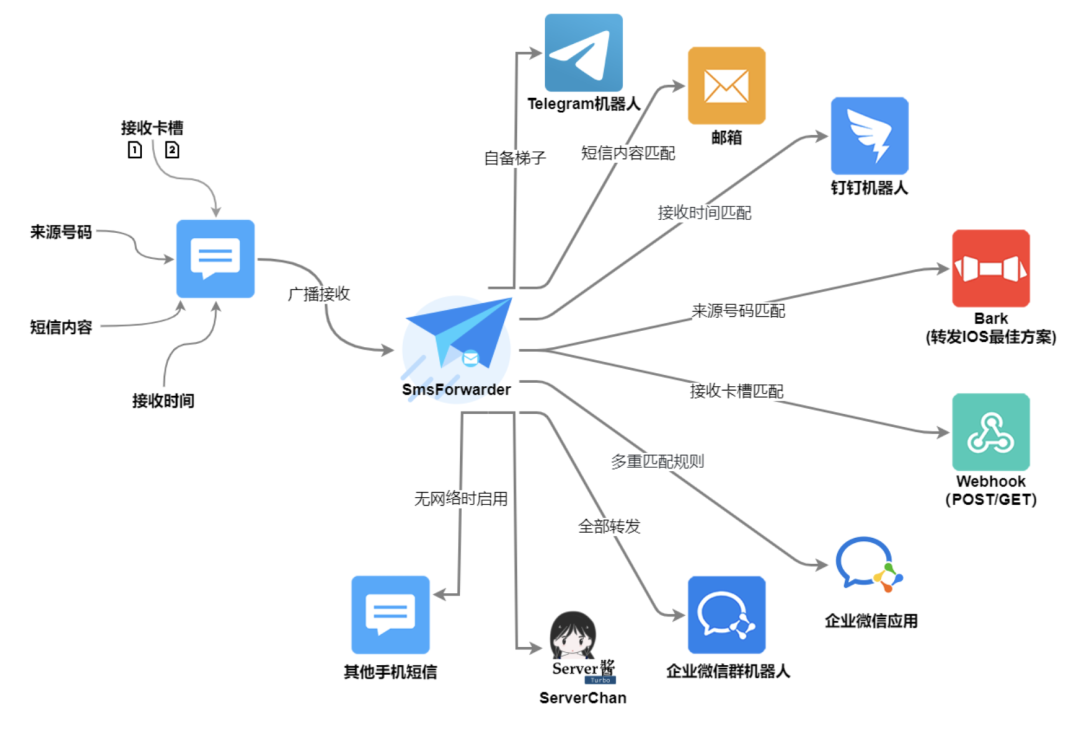 Telegram机器人
邮箱
钉钉机器人
接收卡槽
1 2
自备梯子
短信内容匹配
接收时间匹配
来源号码
广播接收
来源号码匹配
Bark
(转发IOS最佳方案)
短信内容
接收时间
SmsForwarder
接收卡槽匹配
多重匹配规则
Webhook
(POST/GET)
无网络时启用
全部转发
企业微信应用
其他手机短信
Server酱
Turbo
ServerChan
企业微信群机器人